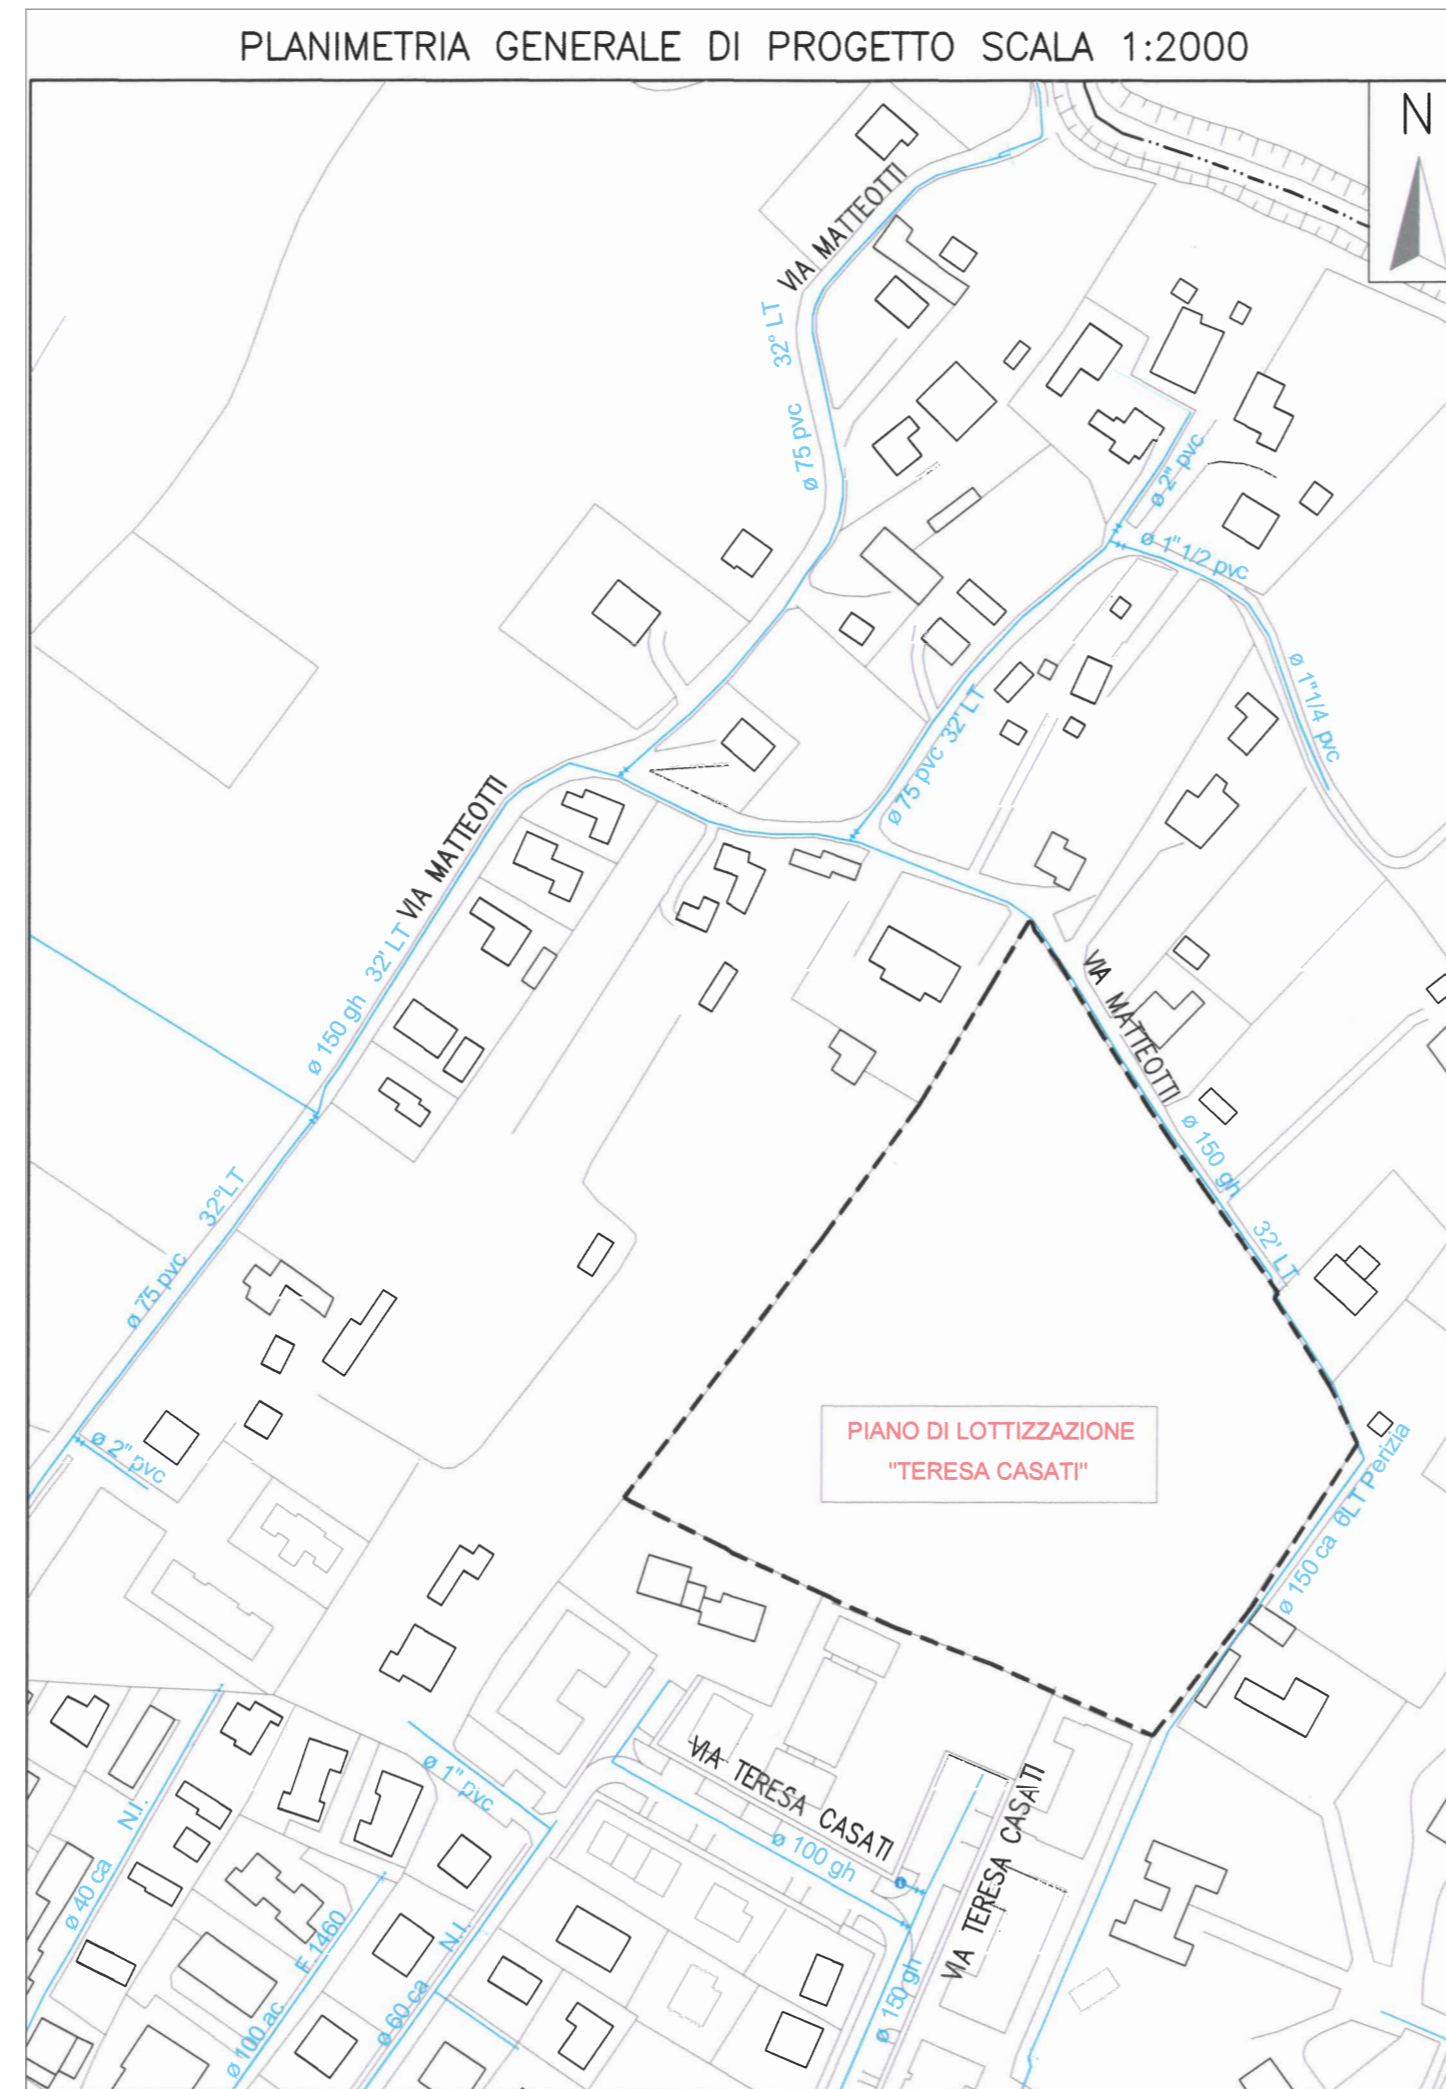 PLANIMETRIA GENERALE DI PROGETTO SCALA 1:2000
N
VIA MATTEOTTI
32° LT
ø 75 pvc
ø 2" pvc
ø 1" 1/2 pvc
ø 1"1/4 pvc
ø 75 pvc 32' LT
VIA MATTEOTTI
ø 150 gh 32' LT
VIA MATTEOTTI
ø 150 gh
32' LT
32°LT
ø 75 pvc
ø 2" pvc
PIANO DI LOTTIZZAZIONE
"TERESA CASATI"
ø 150 ca 6LT Perizia
ø 1" pvc
VIA TERESA CASATI
ø 100 gh
VIA TERESA CASATI
ø 40 ca N.I.
F. 1460
ø 100 ac
ø 60 ca N.I.
ø 150 gh